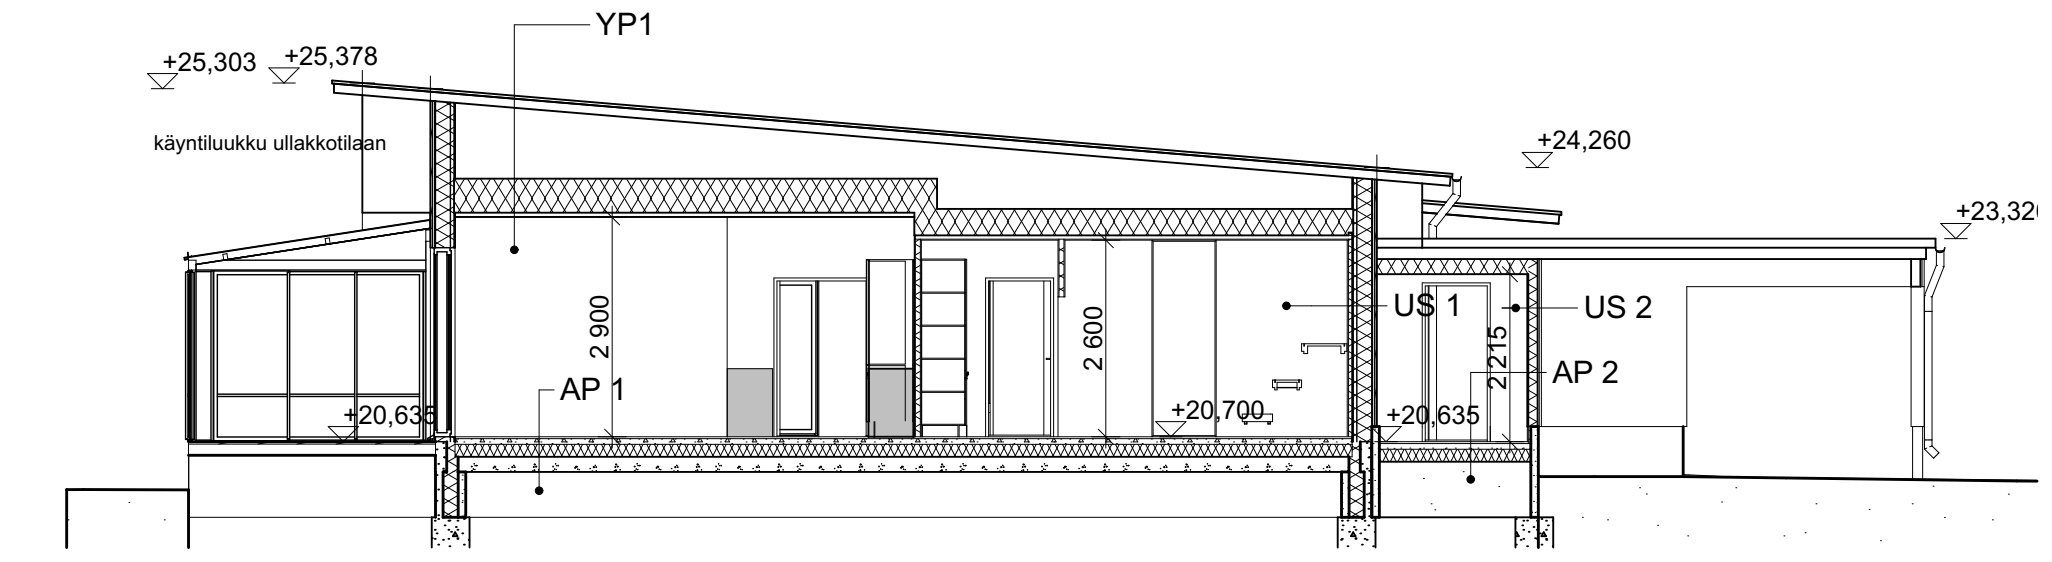 YP1
+25,303
+25,378
käyntiluukku ullakkotilaan
+24,260
+23,320
2 900
2 600
US 1
US 2
2 215
AP 1
AP 2
+20,635
+20,700
+20,635